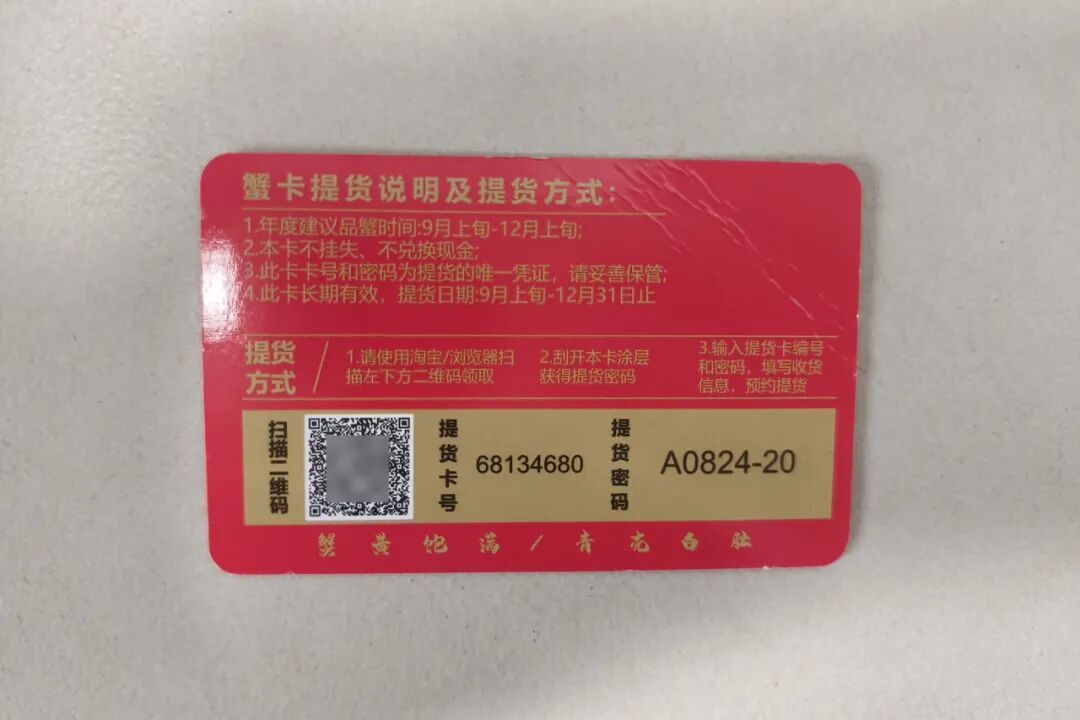 蟹卡提货说明及提货方式:
1.年度建议品蟹时间:9月上旬-12月上旬;
2.本卡不挂失、不兑换现金;
3.此卡卡号和密码为提货的唯一凭证，请妥善保管;
4.此卡长期有效，提货日期:9月上旬-12月31日止
提货
方式
1.请使用淘宝/浏览器扫
描左下方二维码领取
2.刮开本卡涂层
获得提货密码
3.输入提货卡编号
和密码，填写收货
信息，预约提货
扫描二维码
提货卡号
68134680
提货密码
A0824-20
蟹黄饱满/青壳白肚